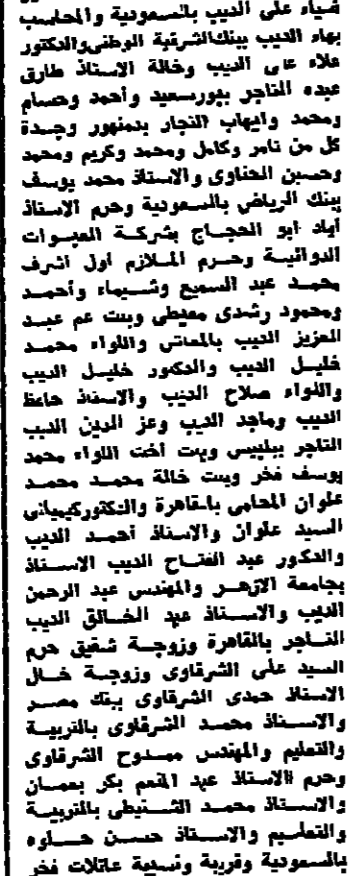 ضياء على الديب بالسعودية والمحاسب
بهاء الديب ببنك الشرقية الوطنى والدكتور
علاء على الديب وخالة الاستاذ طارق
عبده التاجر ببورسعيد وأحمد وحسام
ومحمد وايهاب النجار بدمنهور وجدة
كل من تامر وكامل ومحمد وكريم ومحمد
وحسين الحناوى والاستاذ محمد يوسف
ببنك الرياض بالسعودية وحرم الاستاذ
أياد ابو الحجاج بشركة العبوات
الدوائية وحرم الملازم اول اشرف
محمد عبد السميع وشيماء وأحمد
ومحمود رشدى معيطى وبنت عم عبد
العزيز الديب بالمعاش واللواء محمد
خليل الديب والدكتور خليل الديب
واللواء صلاح الديب والاستاذ حافظ
الديب وماجد الديب وعز الدين الديب
التاجر ببلبيس وبنت أخت اللواء محمد
يوسف فخر وبنت خالة محمد محمد
علوان المحامى بالقاهرة والدكتور كيميائى
السيد علوان والاستاذ أحمد الديب
والدكور عبد الفتاح الديب الاستاذ
بجامعة الازهر والمهندس عبد الرحمن
الديب والاستاذ عبد الخالق الديب
التاجر بالقاهرة وزوجة شقيق حرم
السيد على الشرقاوى وزوجة خال
الاستاذ حمدى الشرقاوى ببنك مصر
والاستاذ محمد الشرقاوى بالتربية
والتعليم والمهندس ممدوح الشرقاوى
وحرم الاستاذ عبد المنعم بكر بعمان
والاستاذ محمد الشنيطى بالتربية
والتعليم والاستاذ حسن حلاوه
بالسعودية وقريبة ونسيبة عائلات فخر